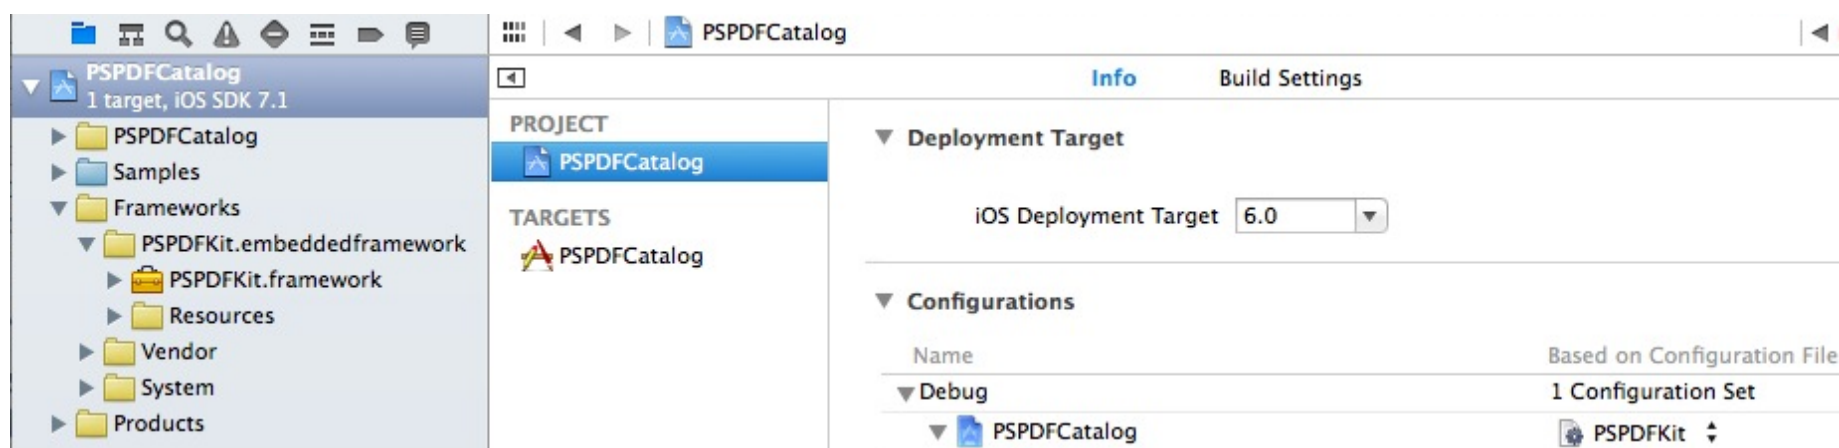 PSPDFCatalog
1 target, iOS SDK 7.1
PSPDFCatalog
Samples
Frameworks
PSPDFKit.embeddedframework
PSPDFKit.framework
Resources
Vendor
System
Products
PSPDFCatalog
Info Build Settings
PROJECT
PSPDFCatalog
TARGETS
PSPDFCatalog
Deployment Target
iOS Deployment Target 6.0
Configurations
Name Based on Configuration File
Debug 1 Configuration Set
PSPDFCatalog PSPDFKit